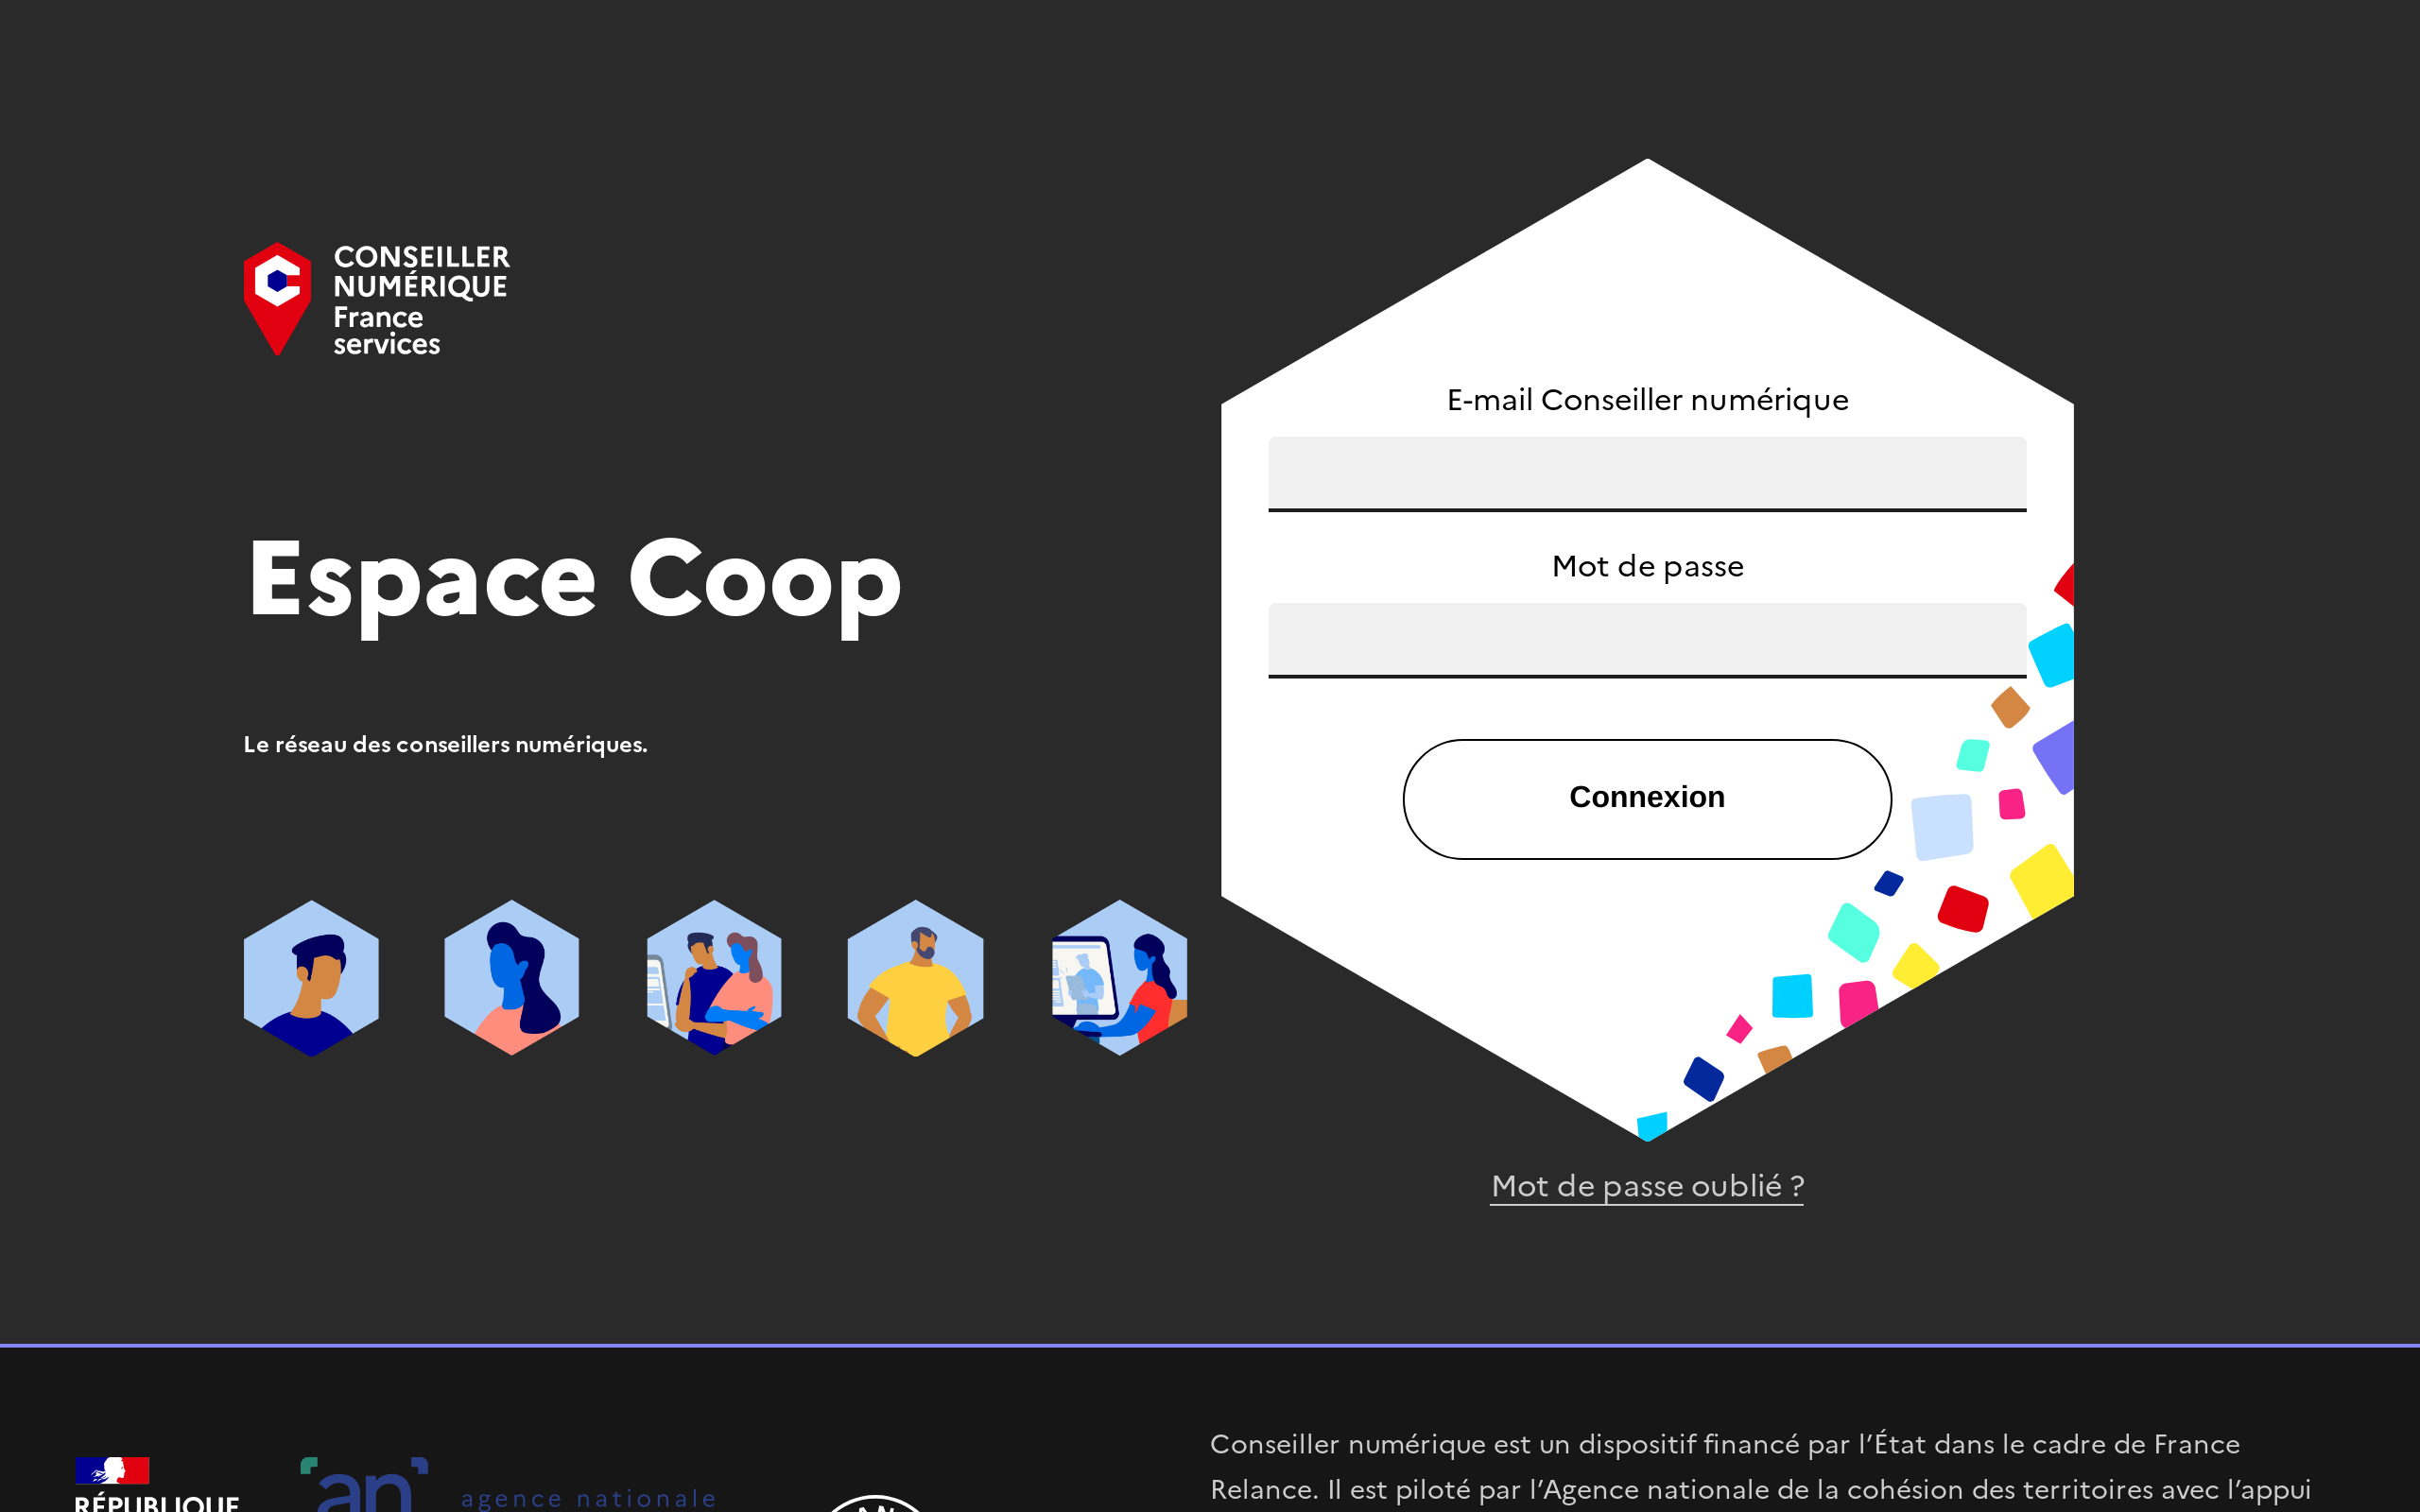 CONSEILLER
NUMÉRIQUE
France
services
Espace Coop
Le réseau des conseillers numériques.
E-mail Conseiller numérique
Mot de passe
Connexion
Mot de passe oublié ?
RÉPUBLIQUE
agence nationale
Conseiller numérique est un dispositif financé par l’État dans le cadre de France
Relance. Il est piloté par l’Agence nationale de la cohésion des territoires avec l’appui